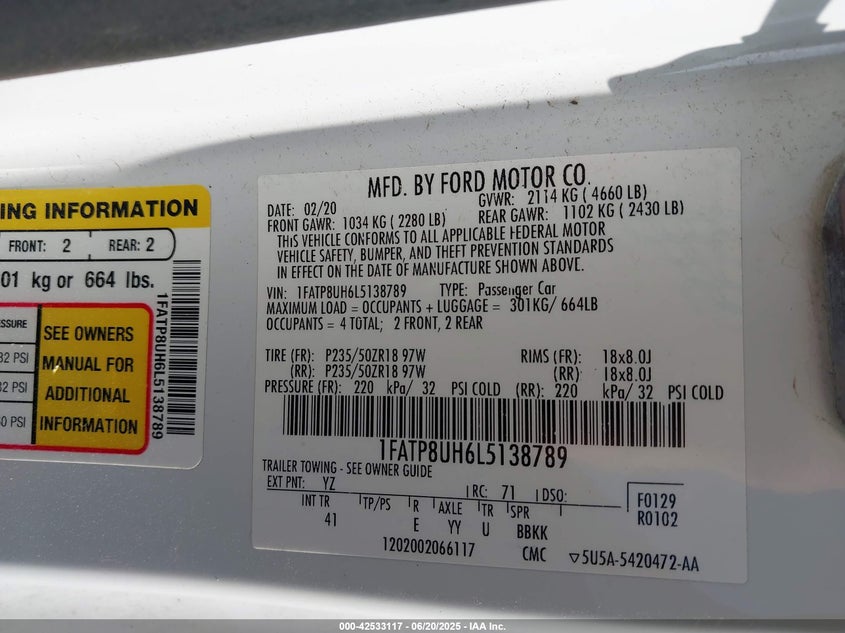 ING INFORMATION
FRONT: 2 REAR: 2
01 kg or 664 lbs.
ESSURE
32 PSI
32 PSI
0 PSI
SEE OWNERS
MANUAL FOR
ADDITIONAL
INFORMATION
1FATP8UH6L5138789
MFD. BY FORD MOTOR CO.
DATE: 02/20 GVWR: 2114 KG ( 4660 LB)
FRONT GAWR: 1034 KG ( 2280 LB) REAR GAWR: 1102 KG ( 2430 LB)
THIS VEHICLE CONFORMS TO ALL APPLICABLE FEDERAL MOTOR
VEHICLE SAFETY, BUMPER, AND THEFT PREVENTION STANDARDS
IN EFFECT ON THE DATE OF MANUFACTURE SHOWN ABOVE.
VIN: 1FATP8UH6L5138789 TYPE: Passenger Car
MAXIMUM LOAD = OCCUPANTS + LUGGAGE = 301KG/ 664LB
OCCUPANTS = 4 TOTAL; 2 FRONT, 2 REAR
TIRE (FR): P235/50ZR18 97W RIMS (FR): 18x8.0J
(RR): P235/50ZR18 97W (RR): 18x8.0J
PRESSURE (FR): 220 kPa/ 32 PSI COLD (RR): 220 kPa/ 32 PSI COLD
1FATP8UH6L5138789
TRAILER TOWING - SEE OWNER GUIDE
EXT PNT: YZ RC: 71 DSO: F0129
INT TR TP/PS R AXLE TR SPR R0102
41 E YY U BBKK
1202002066117 CMC ▽5U5A-5420472-AA
000-42533117 - 06/20/2025 - IAA Inc.